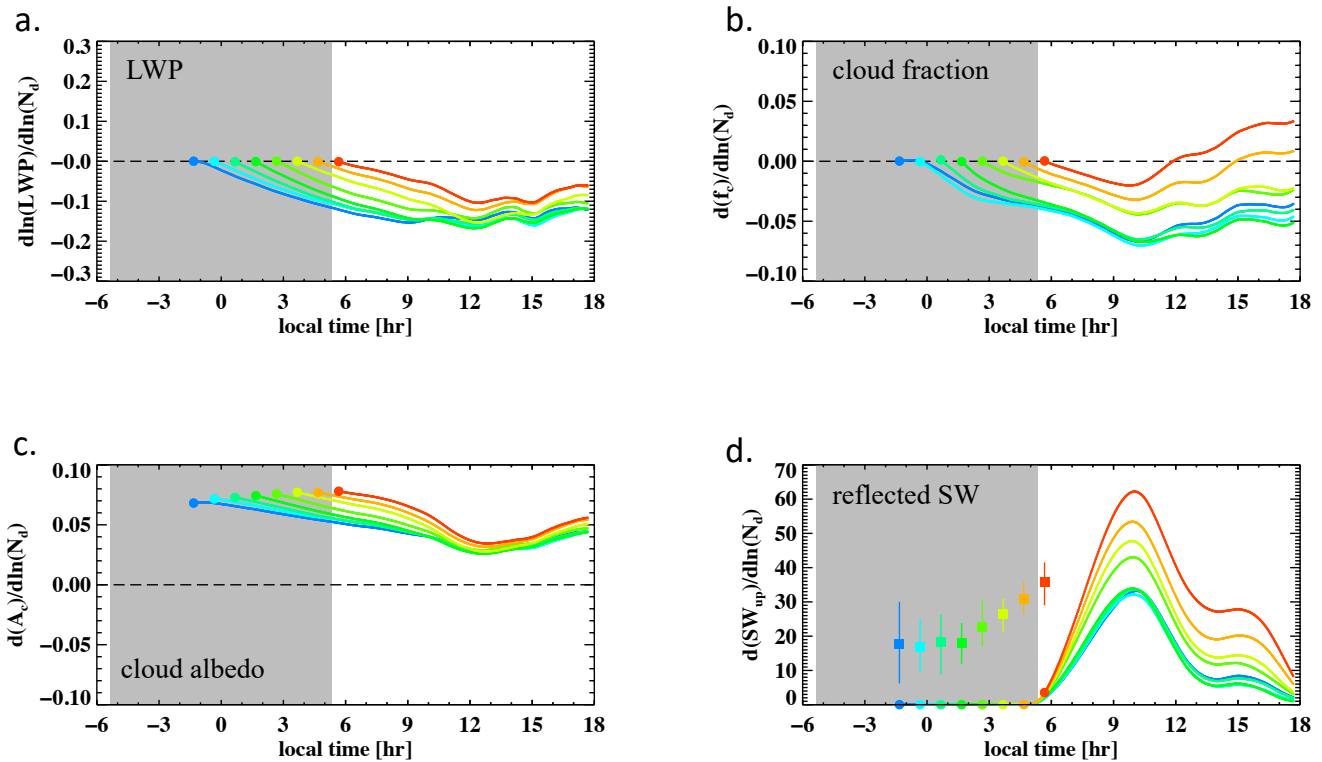 a.
LWP
dln(LWP)/dln(N_d)
0.3
0.2
0.1
−0.0
−0.1
−0.2
−0.3
−6 −3 0 3 6 9 12 15 18
local time [hr]
b.
cloud fraction
d(f_c)/dln(N_d)
0.10
0.05
0.00
−0.05
−0.10
−6 −3 0 3 6 9 12 15 18
local time [hr]
c.
cloud albedo
d(A_c)/dln(N_d)
0.10
0.05
0.00
−0.05
−0.10
−6 −3 0 3 6 9 12 15 18
local time [hr]
d.
reflected SW
d(SW_up)/dln(N_d)
70
60
50
40
30
20
10
0
−6 −3 0 3 6 9 12 15 18
local time [hr]